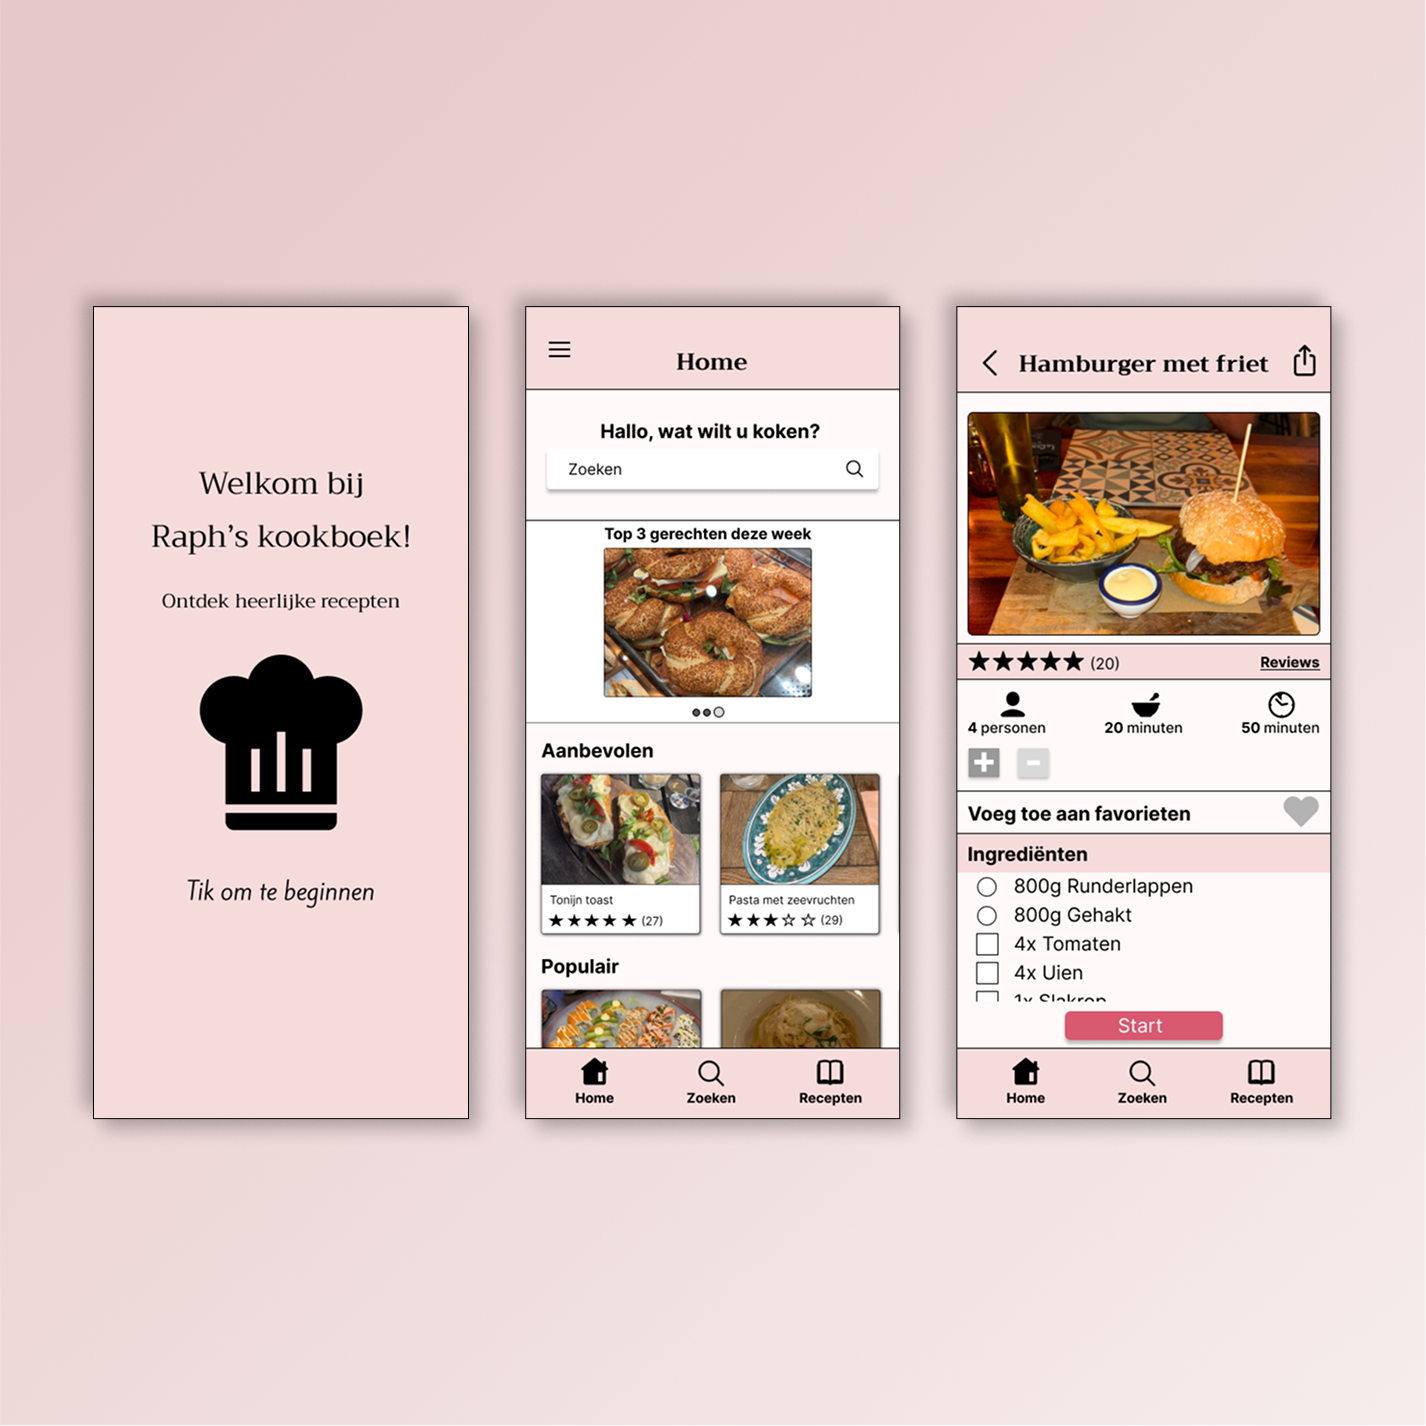 Welkom bij
Raph's kookboek!
Ontdek heerlijke recepten
Tik om te beginnen
Home
Hallo, wat wilt u koken?
Zoeken
Top 3 gerechten deze week
Aanbevolen
Tonijn toast
(27)
Pasta met zeevruchten
(29)
Populair
Home
Zoeken
Recepten
Hamburger met friet
(20)
Reviews
4 personen
20 minuten
50 minuten
Voeg toe aan favorieten
Ingrediënten
800g Runderlappen
800g Gehakt
4x Tomaten
4x Uien
1x Slakrop
Start
Home
Zoeken
Recepten